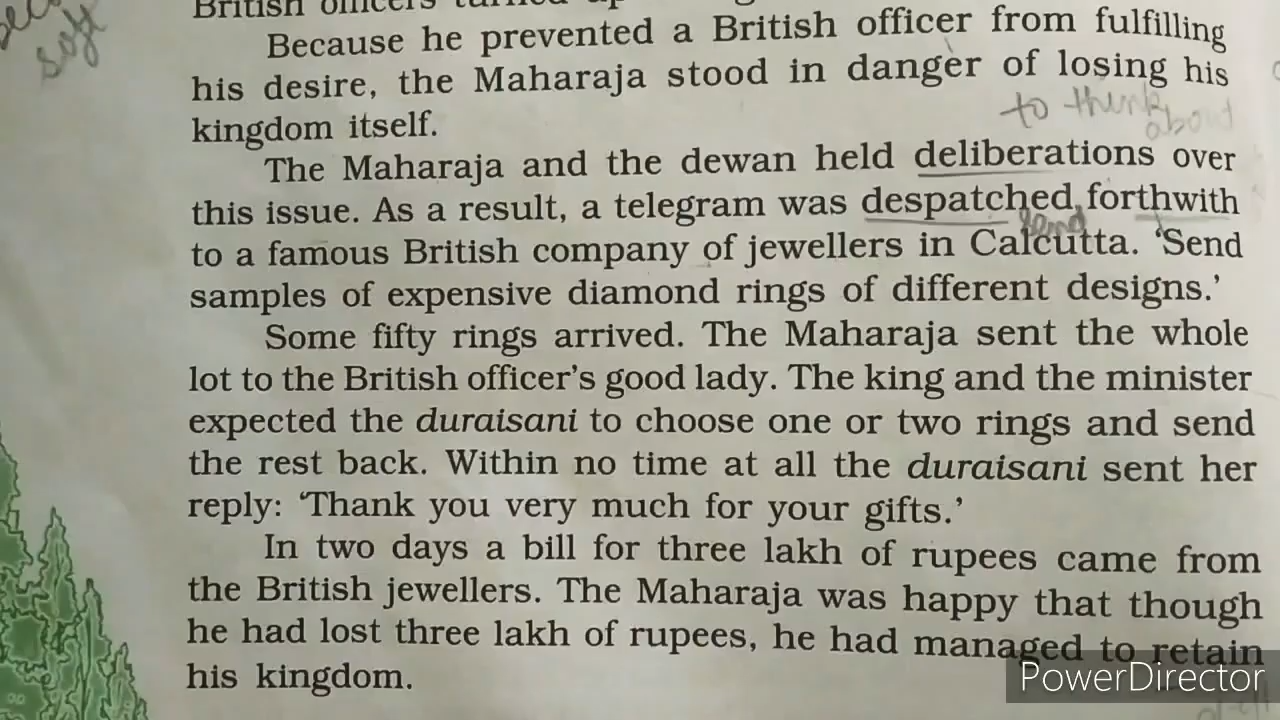 soft
Because he prevented a British officer from fulfilling
his desire, the Maharaja stood in danger of losing his
kingdom itself.
to think
about
The Maharaja and the dewan held deliberations over
this issue. As a result, a telegram was despatched forthwith
send
to a famous British company of jewellers in Calcutta. ‘Send
samples of expensive diamond rings of different designs.’
Some fifty rings arrived. The Maharaja sent the whole
lot to the British officer’s good lady. The king and the minister
expected the duraisani to choose one or two rings and send
the rest back. Within no time at all the duraisani sent her
reply: ‘Thank you very much for your gifts.’
In two days a bill for three lakh of rupees came from
the British jewellers. The Maharaja was happy that though
he had lost three lakh of rupees, he had managed to retain
his kingdom.
PowerDirector